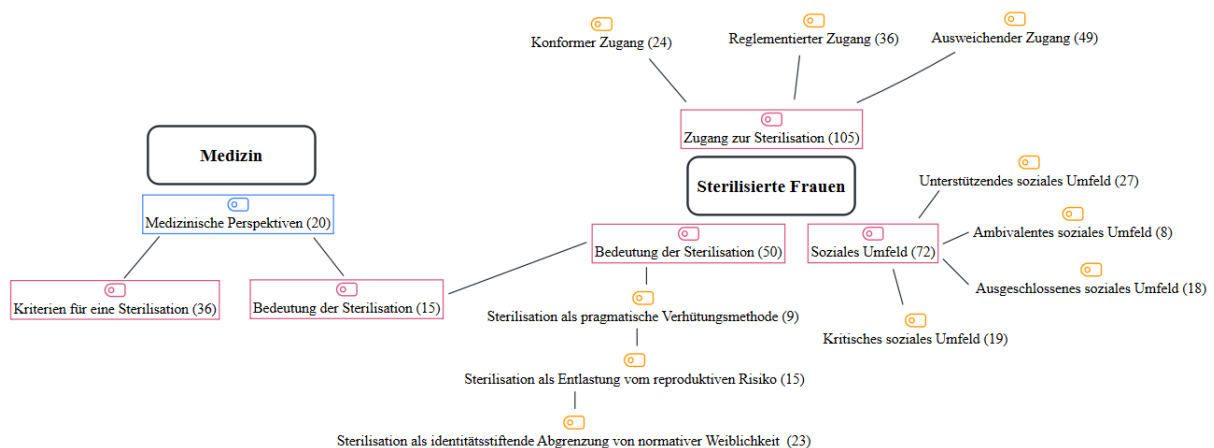 Konformer Zugang (24)
Reglementierter Zugang (36)
Ausweichender Zugang (49)
Zugang zur Sterilisation (105)
Medizin
Sterilisierte Frauen
Unterstützendes soziales Umfeld (27)
Medizinische Perspektiven (20)
Bedeutung der Sterilisation (50)
Soziales Umfeld (72)
Ambivalentes soziales Umfeld (8)
Kriterien für eine Sterilisation (36)
Bedeutung der Sterilisation (15)
Ausgeschlossenes soziales Umfeld (18)
Sterilisation als pragmatische Verhütungsmethode (9)
Kritisches soziales Umfeld (19)
Sterilisation als Entlastung vom reproduktiven Risiko (15)
Sterilisation als identitätsstiftende Abgrenzung von normativer Weiblichkeit (23)